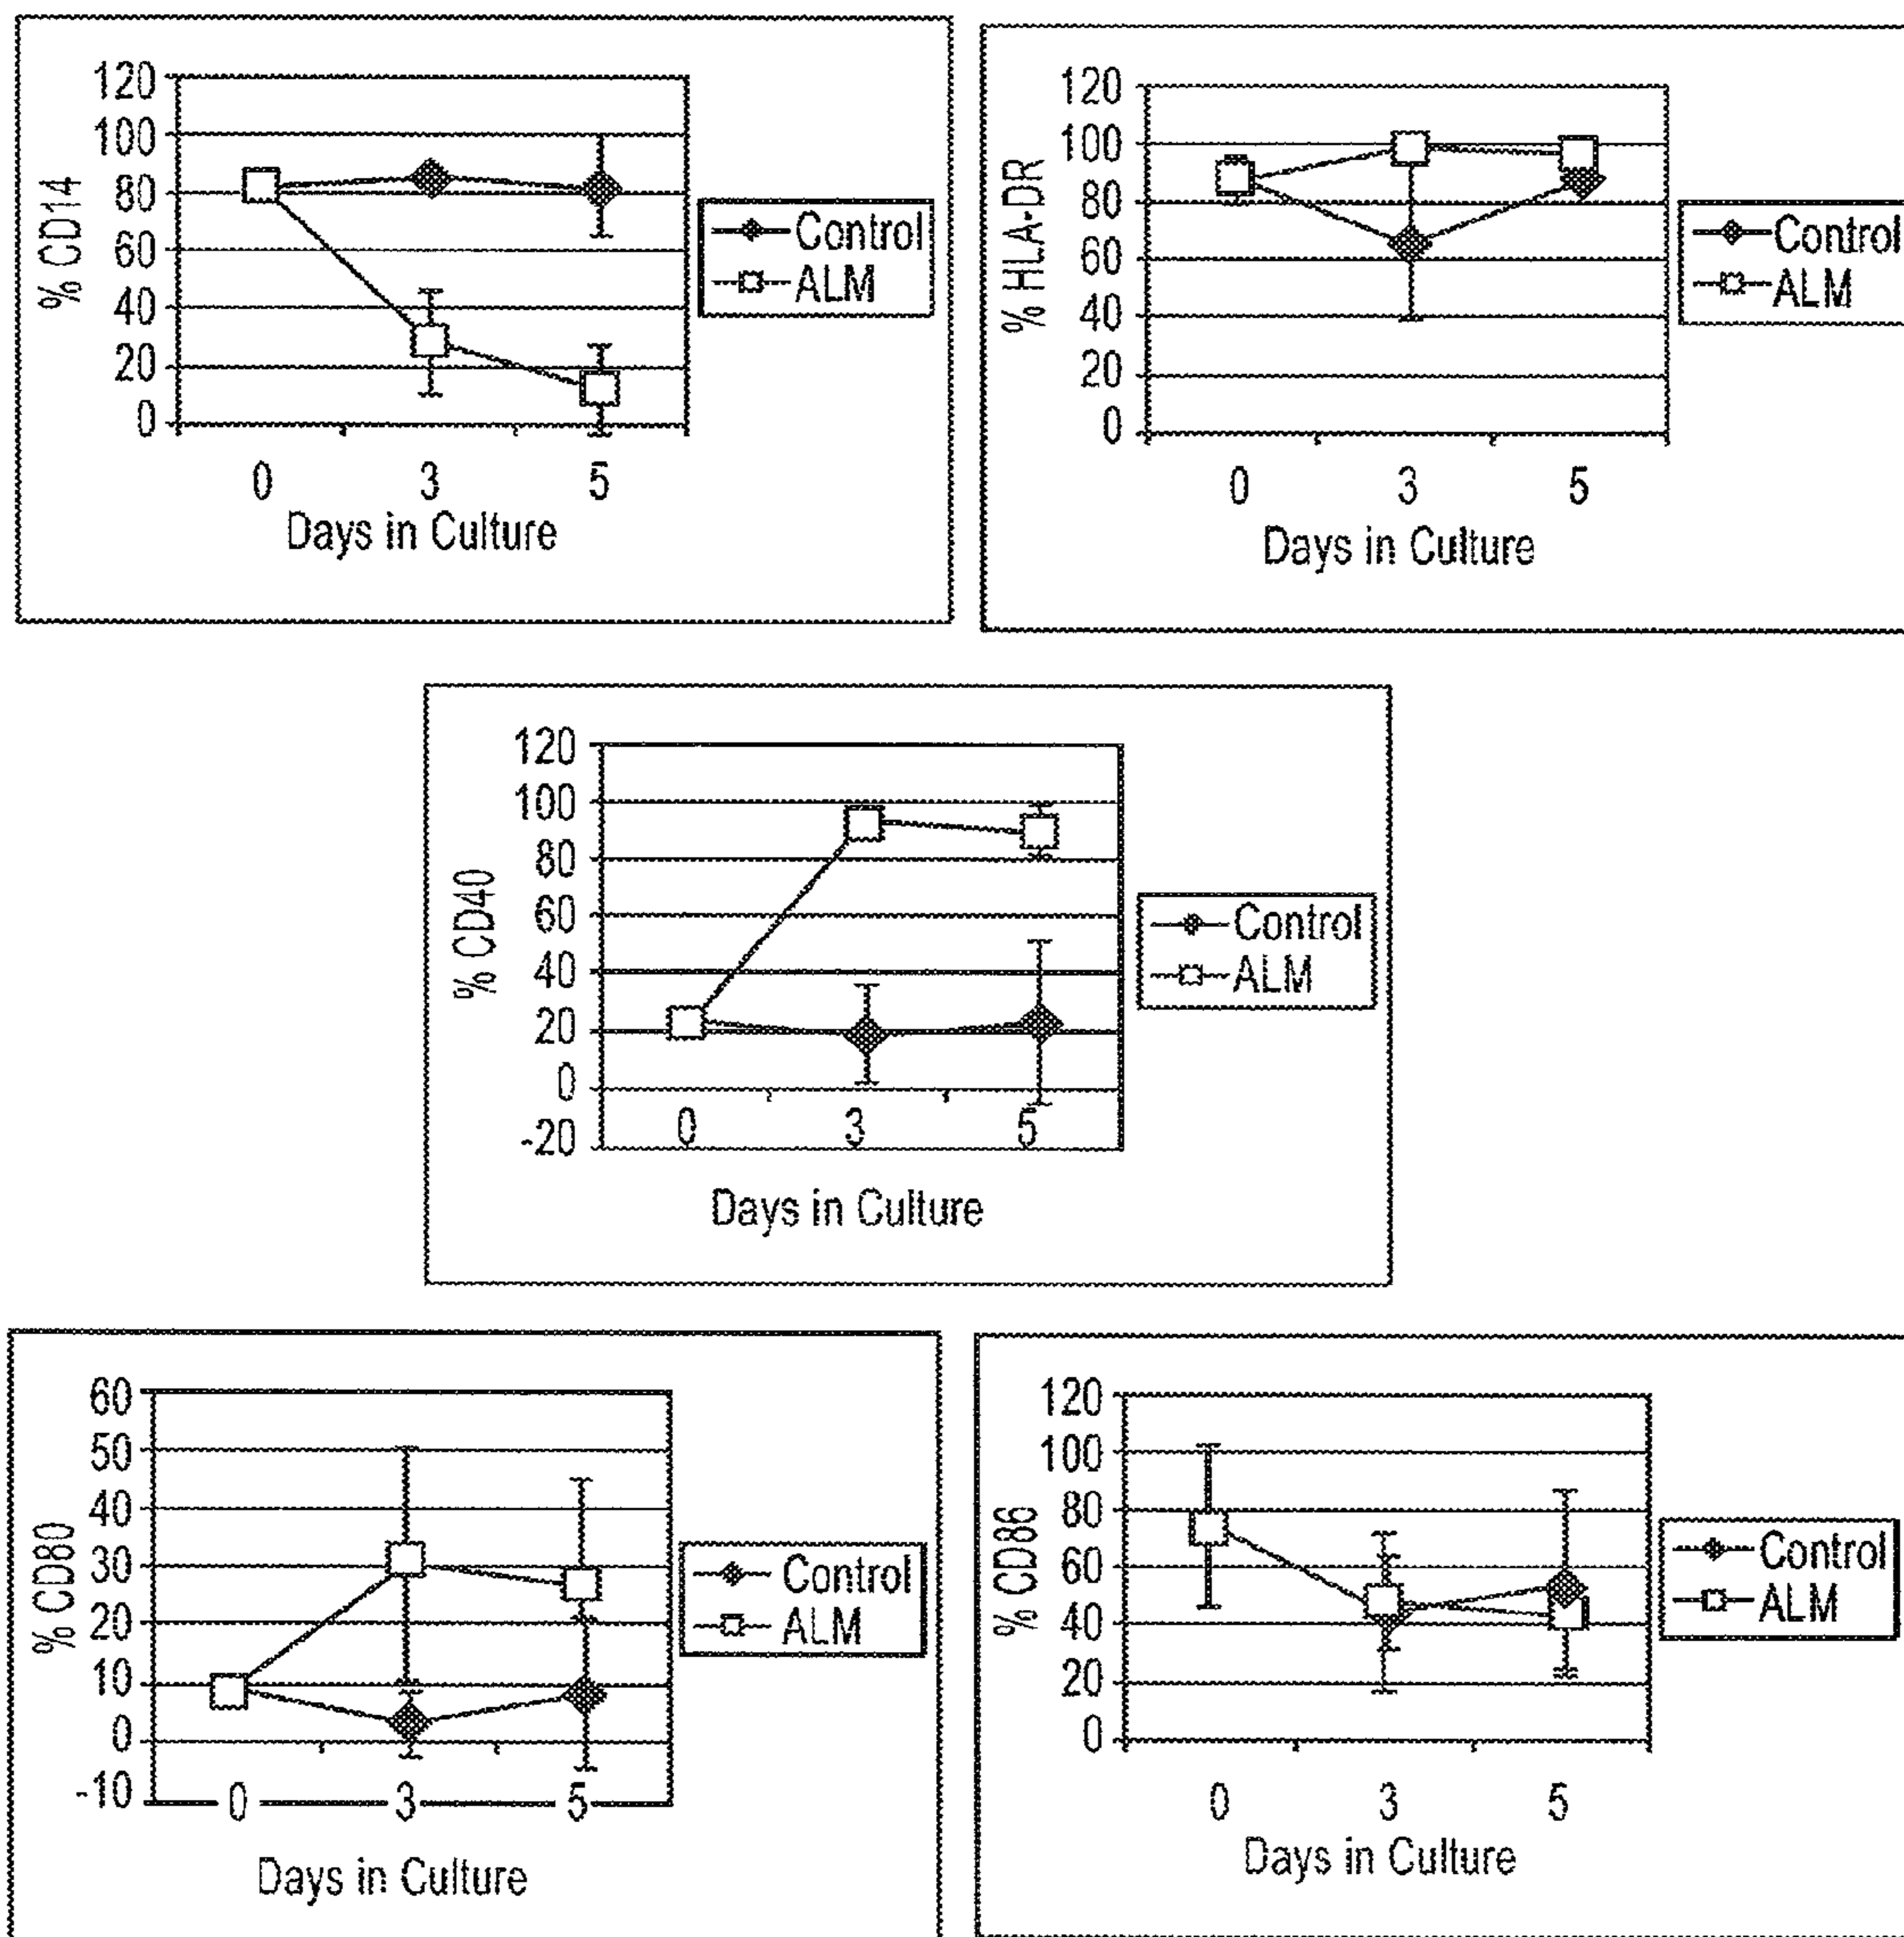 % CD14
120
100
80
60
40
20
0
0 3 5
Days in Culture
Control
ALM
% HLA-DR
120
100
80
60
40
20
0
0 3 5
Days in Culture
Control
ALM
% CD40
120
100
80
60
40
20
0
-20
0 3 5
Days in Culture
Control
ALM
% CD80
60
50
40
30
20
10
0
-10
0 3 5
Days in Culture
Control
ALM
% CD86
120
100
80
60
40
20
0
0 3 5
Days in Culture
Control
ALM